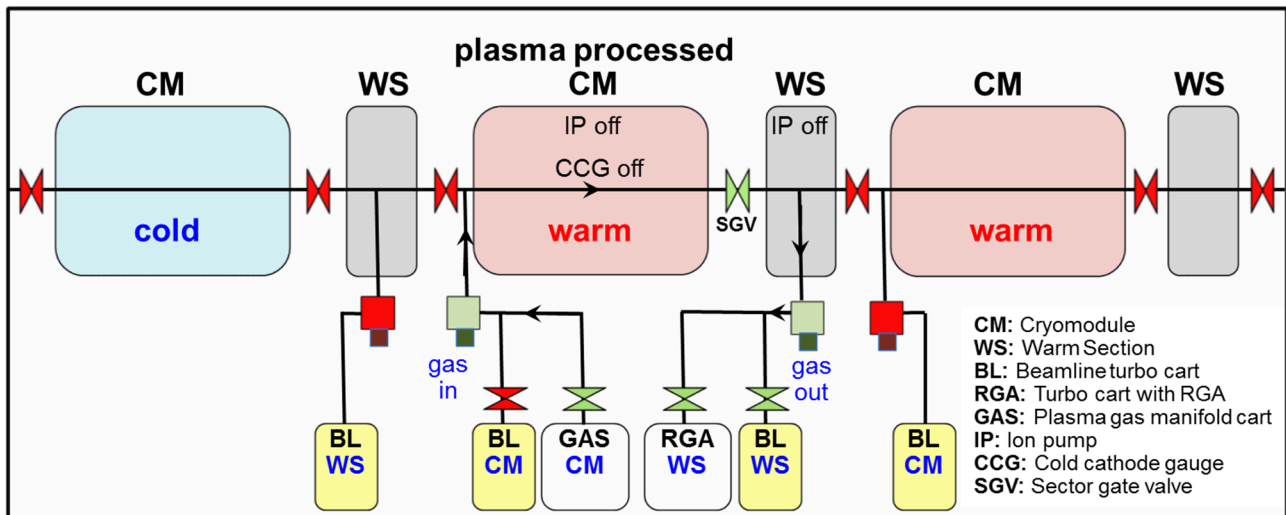 plasma processed
CM
WS
CM
WS
CM
WS
IP off
IP off
CCG off
cold
warm
SGV
warm
gas
in
gas
out
BL
WS
BL
CM
GAS
CM
RGA
WS
BL
WS
BL
CM
CM: Cryomodule
WS: Warm Section
BL: Beamline turbo cart
RGA: Turbo cart with RGA
GAS: Plasma gas manifold cart
IP: Ion pump
CCG: Cold cathode gauge
SGV: Sector gate valve